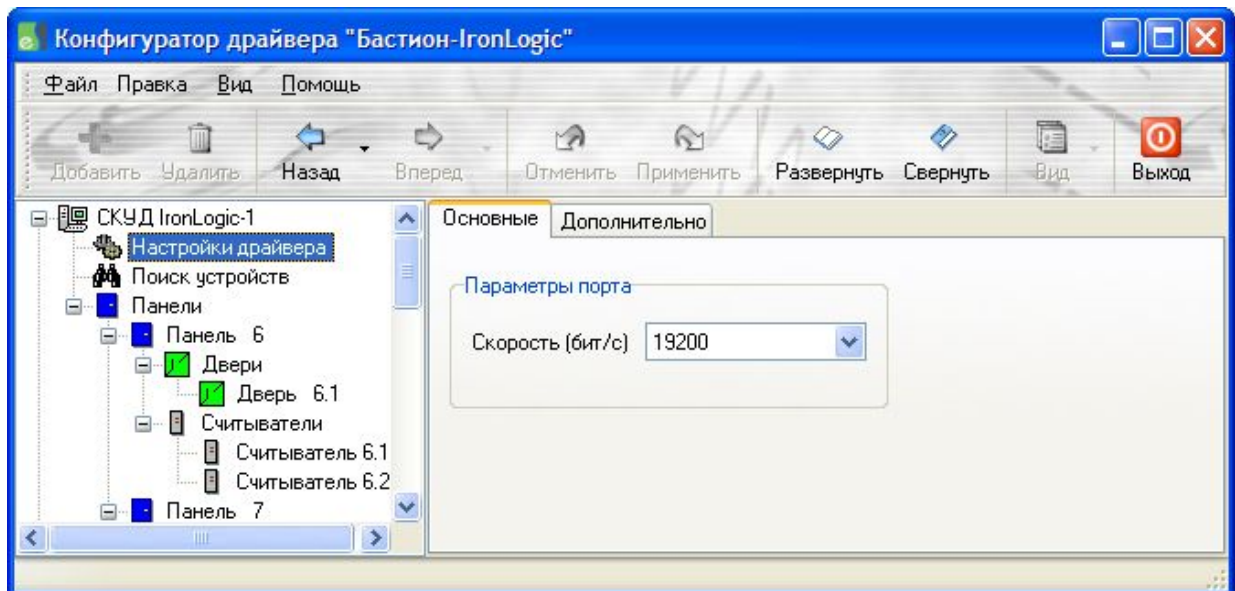 Конфигуратор драйвера "Бастион-IronLogic"
Файл Правка Вид Помощь
Добавить Удалить Назад Вперед Отменить Применить Развернуть Свернуть Вид Выход
СКУД IronLogic-1
Настройки драйвера
Поиск устройств
Панели
Панель 6
Двери
Дверь 6.1
Считыватели
Считыватель 6.1
Считыватель 6.2
Панель 7
Основные Дополнительно
Параметры порта
Скорость (бит/с) 19200